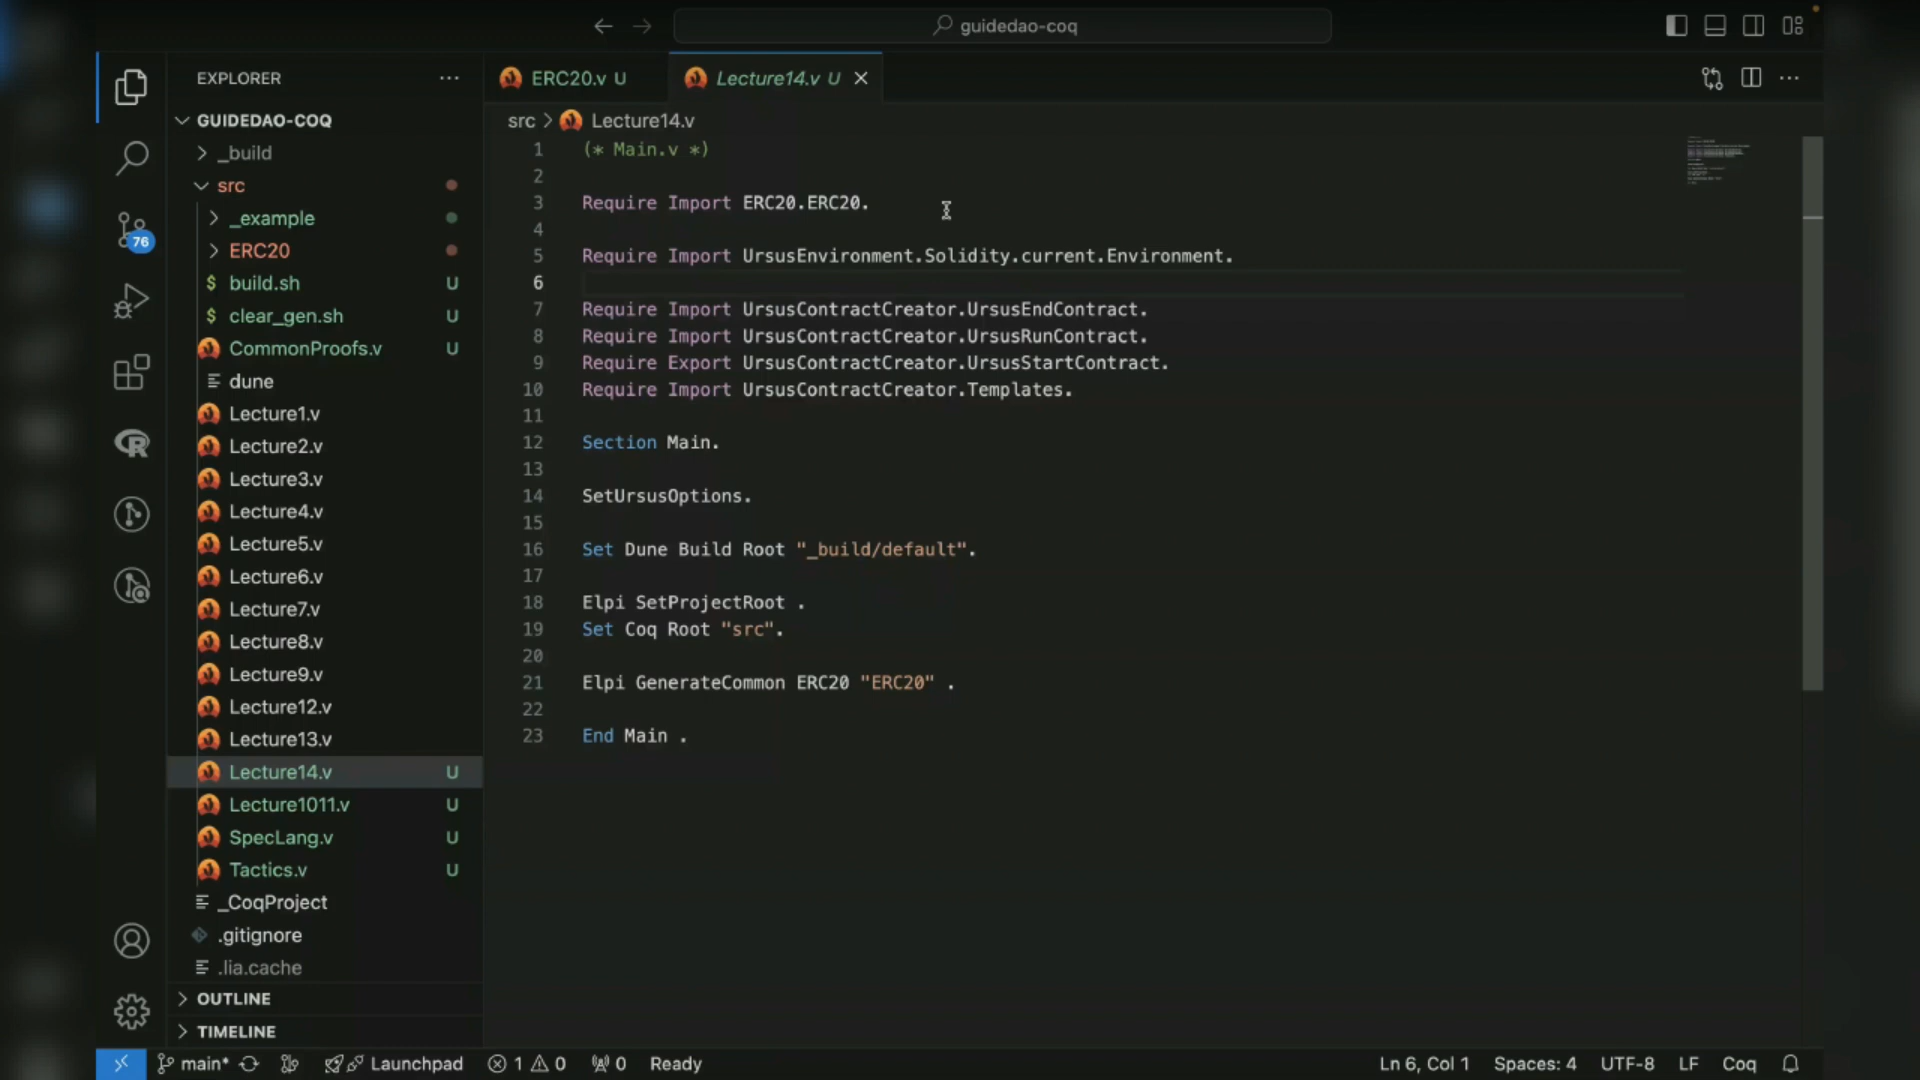 guidedao-coq
EXPLORER
GUIDEDAO-COQ
_build
src
_example
ERC20
build.sh U
clear_gen.sh U
CommonProofs.v U
dune
Lecture1.v
Lecture2.v
Lecture3.v
Lecture4.v
Lecture5.v
Lecture6.v
Lecture7.v
Lecture8.v
Lecture9.v
Lecture12.v
Lecture13.v
Lecture14.v U
Lecture1011.v U
SpecLang.v U
Tactics.v U
_CoqProject
.gitignore
.lia.cache
OUTLINE
TIMELINE
76
ERC20.v U
Lecture14.v U
src > Lecture14.v
1 (* Main.v *)
2
3 Require Import ERC20.ERC20.
4
5 Require Import UrsusEnvironment.Solidity.current.Environment.
6
7 Require Import UrsusContractCreator.UrsusEndContract.
8 Require Import UrsusContractCreator.UrsusRunContract.
9 Require Export UrsusContractCreator.UrsusStartContract.
10 Require Import UrsusContractCreator.Templates.
11
12 Section Main.
13
14 SetUrsusOptions.
15
16 Set Dune Build Root "_build/default".
17
18 Elpi SetProjectRoot .
19 Set Coq Root "src".
20
21 Elpi GenerateCommon ERC20 "ERC20" .
22
23 End Main .
main* Launchpad 1 0 0 Ready Ln 6, Col 1 Spaces: 4 UTF-8 LF Coq